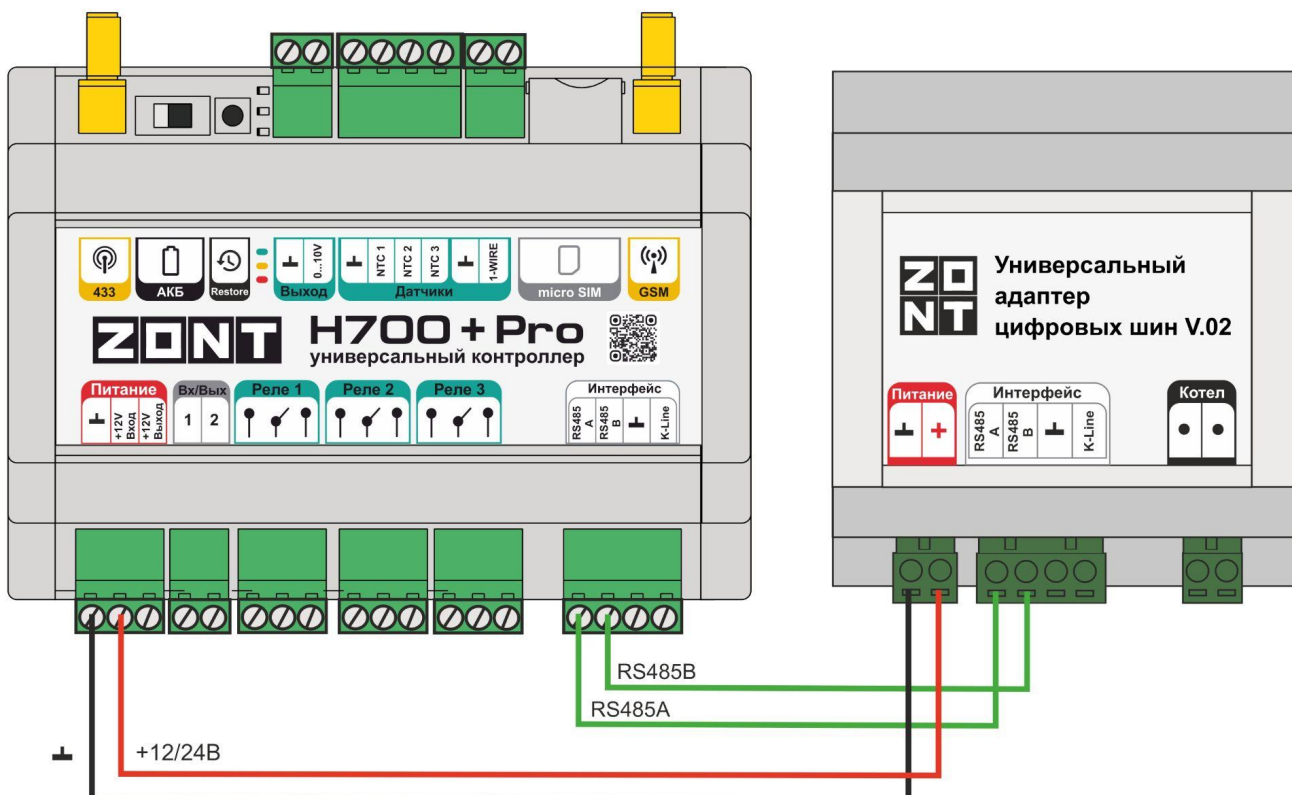 433
АКБ
Restore
⊥ 0...10V
Выход
⊥ NTC 1 NTC 2 NTC 3 ⊥ 1-WIRE
Датчики
micro SIM
GSM
ZONT H700+Pro
универсальный контроллер
Питание
⊥ +12V Вход +12V Выход
Вх/Вых
1 2
Реле 1
Реле 2
Реле 3
Интерфейс
RS485 A RS485 B ⊥ K-Line
ZONT
Универсальный
адаптер
цифровых шин V.02
Питание
⊥ +
Интерфейс
RS485 A RS485 B ⊥ K-Line
Котел
RS485B
RS485A
⊥ +12/24В